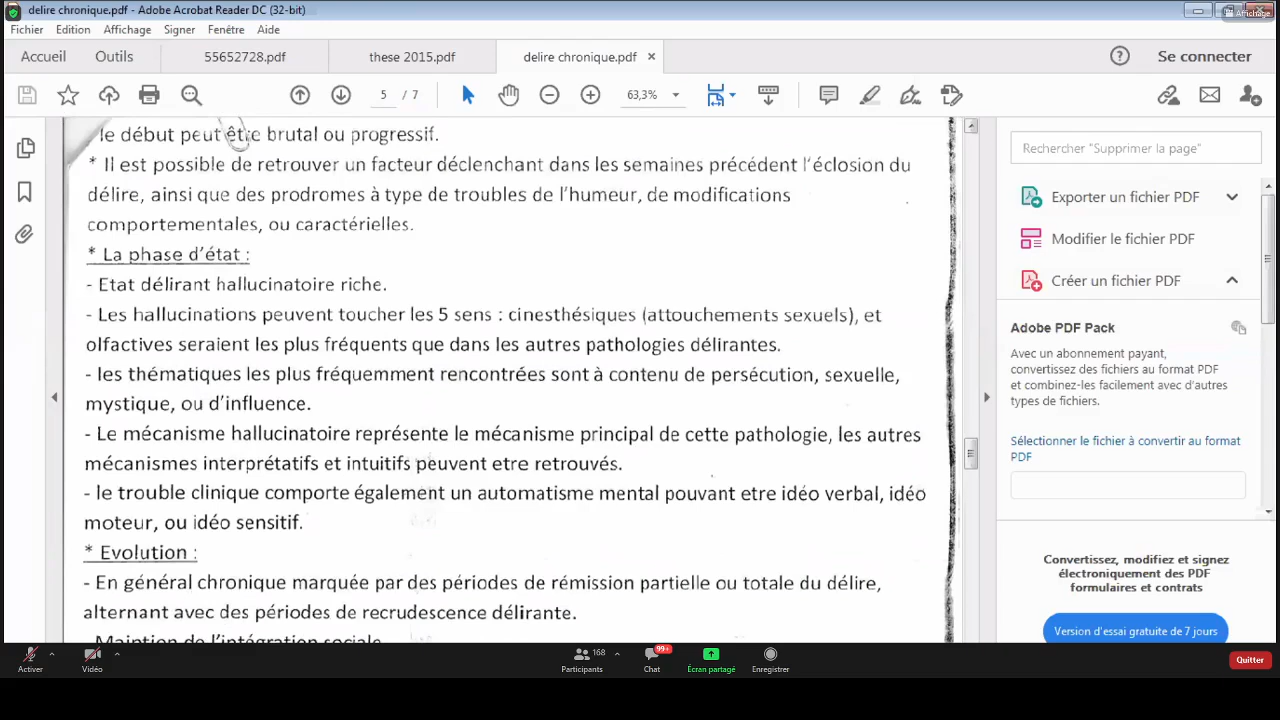 delire chronique.pdf - Adobe Acrobat Reader DC (32-bit)
Affichage
Fichier Edition Affichage Signer Fenêtre Aide
Accueil Outils 55652728.pdf these 2015.pdf delire chronique.pdf × Se connecter
5 / 7 63,3%
le début peut être brutal ou progressif.
* Il est possible de retrouver un facteur déclenchant dans les semaines précédent l'éclosion du
délire, ainsi que des prodromes à type de troubles de l'humeur, de modifications
comportementales, ou caractérielles.
* La phase d'état :
- Etat délirant hallucinatoire riche.
- Les hallucinations peuvent toucher les 5 sens : cinesthésiques (attouchements sexuels), et
olfactives seraient les plus fréquents que dans les autres pathologies délirantes.
- les thématiques les plus fréquemment rencontrées sont à contenu de persécution, sexuelle,
mystique, ou d'influence.
- Le mécanisme hallucinatoire représente le mécanisme principal de cette pathologie, les autres
mécanismes interprétatifs et intuitifs peuvent etre retrouvés.
- le trouble clinique comporte également un automatisme mental pouvant etre idéo verbal, idéo
moteur, ou idéo sensitif.
* Evolution :
- En général chronique marquée par des périodes de rémission partielle ou totale du délire,
alternant avec des périodes de recrudescence délirante.
- Maintien de l'intégration sociale
Rechercher "Supprimer la page"
Exporter un fichier PDF
Modifier le fichier PDF
Créer un fichier PDF
Adobe PDF Pack
Avec un abonnement payant,
convertissez des fichiers au format PDF
et combinez-les facilement avec d'autres
types de fichiers.
Sélectionner le fichier à convertir au format
PDF
Convertissez, modifiez et signez
électroniquement des PDF
formulaires et contrats
Version d'essai gratuite de 7 jours
168 99+
Activer Vidéo Participants Chat Écran partagé Enregistrer Quitter